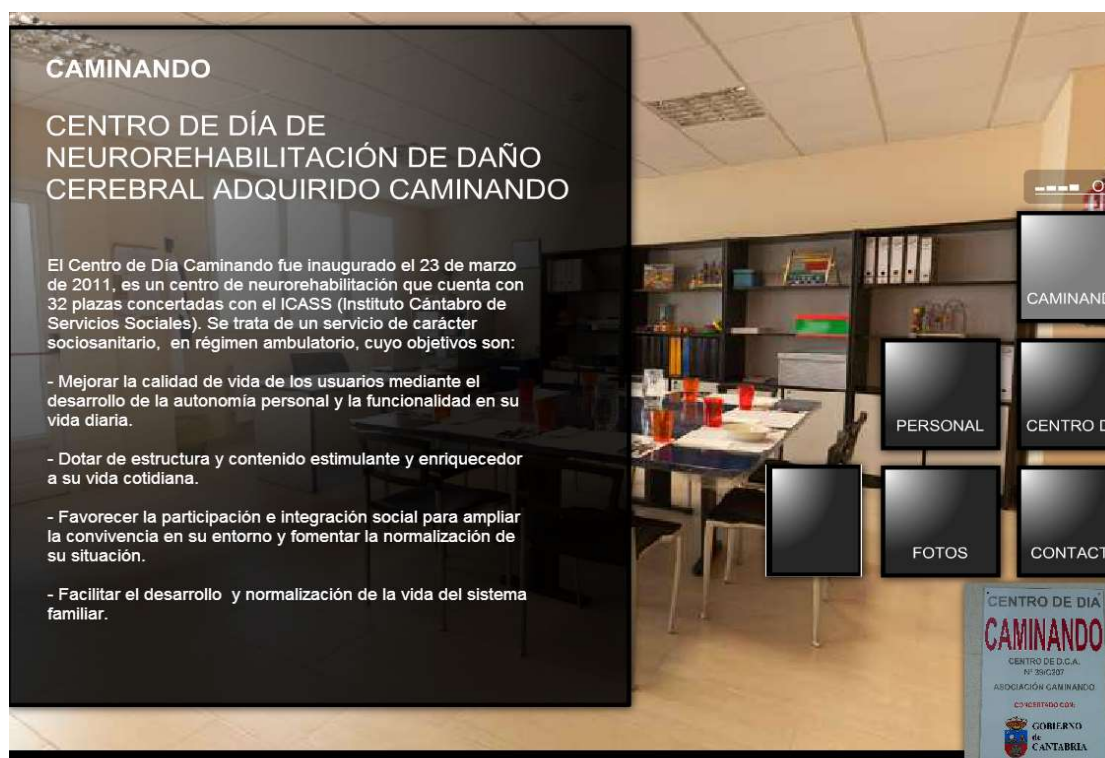 CAMINANDO
CENTRO DE DÍA DE
NEUROREHABILITACIÓN DE DAÑO
CEREBRAL ADQUIRIDO CAMINANDO
El Centro de Día Caminando fue inaugurado el 23 de marzo
de 2011, es un centro de neurorehabilitación que cuenta con
32 plazas concertadas con el ICASS (Instituto Cántabro de
Servicios Sociales). Se trata de un servicio de carácter
sociosanitario, en régimen ambulatorio, cuyo objetivos son:
- Mejorar la calidad de vida de los usuarios mediante el
desarrollo de la autonomía personal y la funcionalidad en su
vida diaria.
- Dotar de estructura y contenido estimulante y enriquecedor
a su vida cotidiana.
- Favorecer la participación e integración social para ampliar
la convivencia en su entorno y fomentar la normalización de
su situación.
- Facilitar el desarrollo y normalización de la vida del sistema
familiar.
CAMINAND
PERSONAL
CENTRO D
FOTOS
CONTACT
CENTRO DE DIA
CAMINANDO
CENTRO DE D.C.A.
ASOCIACIÓN CAMINANDO
CONCERTADO CON:
GOBIERNO
de
CANTABRIA